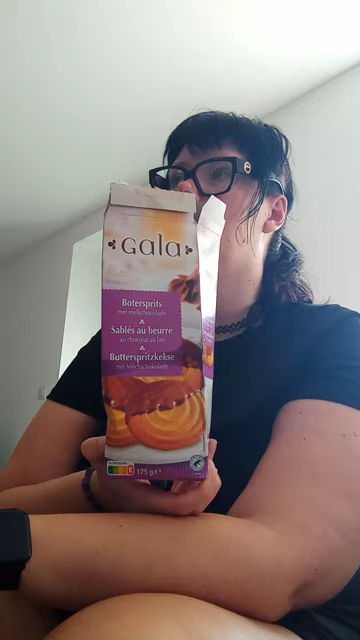 Gala
Botersprits
met melkchocolade
Sablés au beurre
au chocolat au lait
Butterspritzkekse
mit Milchschokolade
175 g e